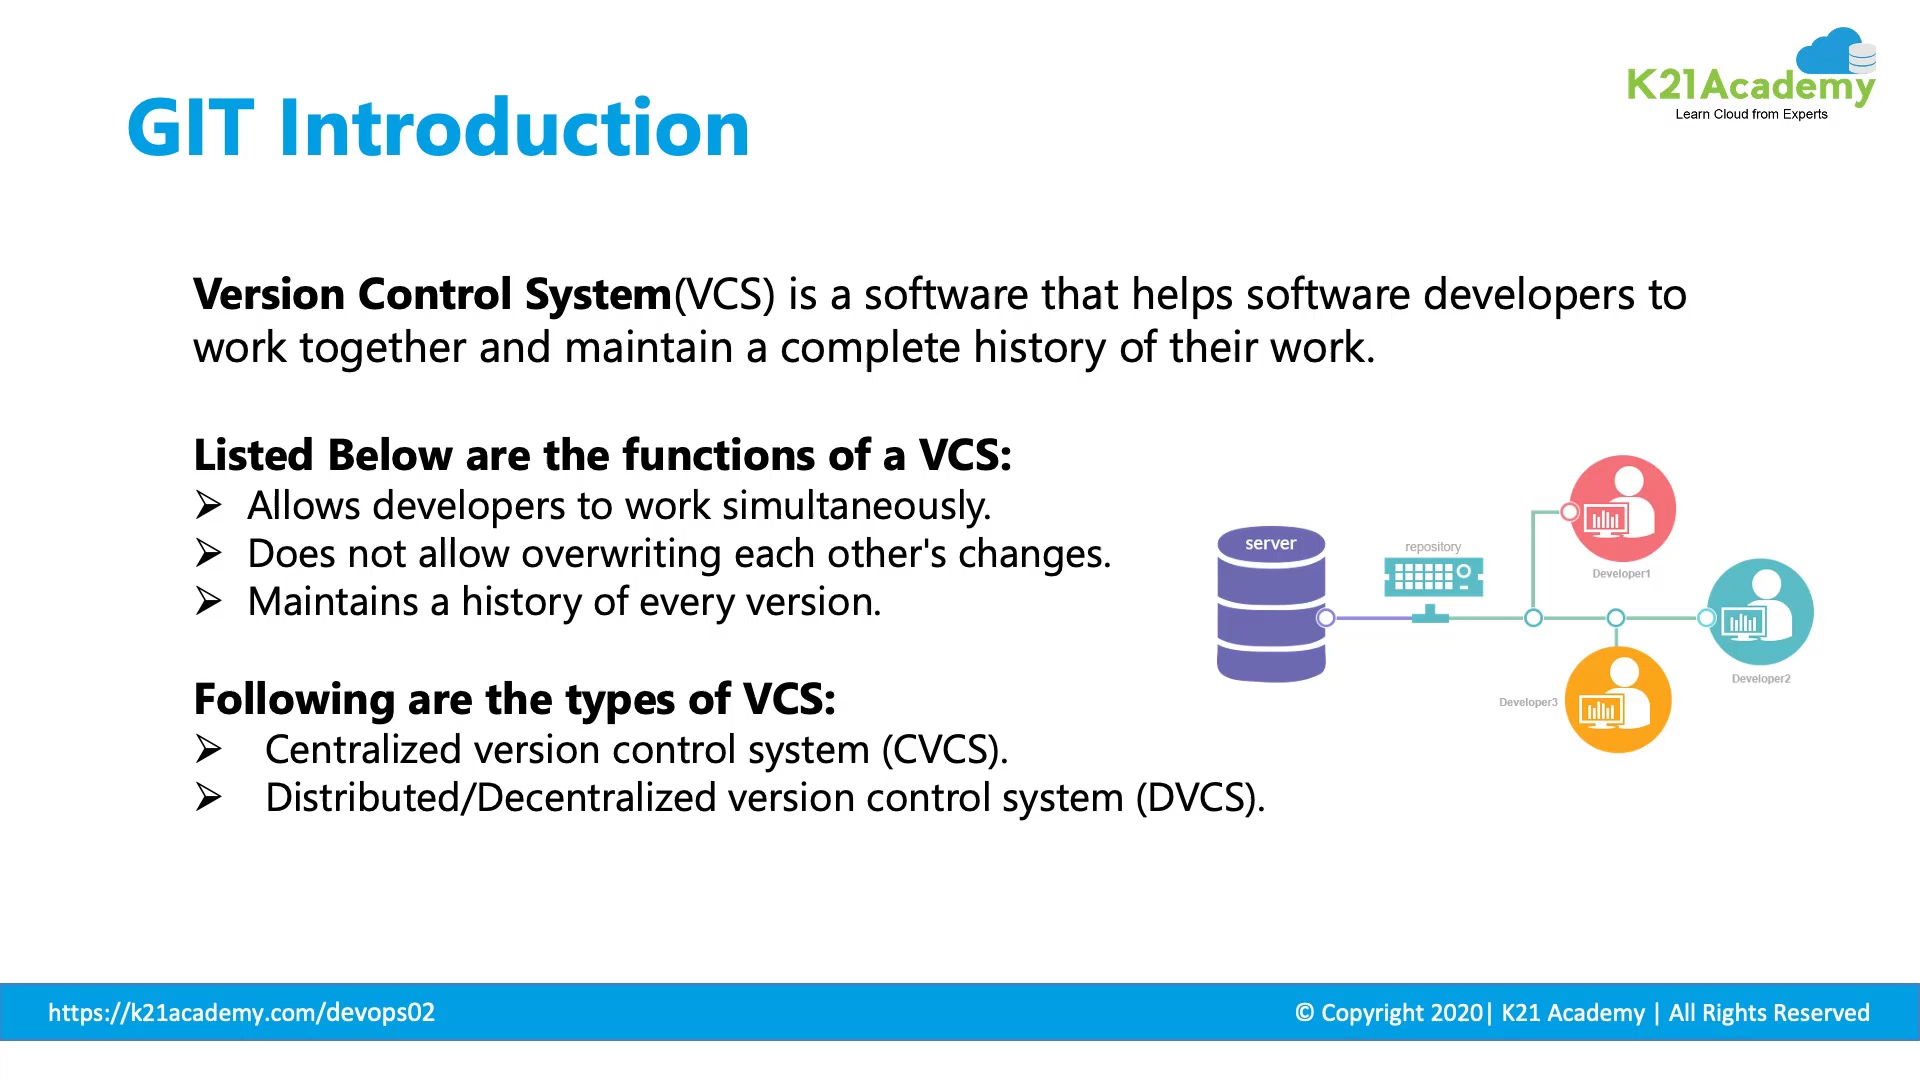 K21Academy
Learn Cloud from Experts
GIT Introduction
Version Control System(VCS) is a software that helps software developers to
work together and maintain a complete history of their work.
Listed Below are the functions of a VCS:
➢ Allows developers to work simultaneously.
➢ Does not allow overwriting each other's changes.
➢ Maintains a history of every version.
Following are the types of VCS:
➢ Centralized version control system (CVCS).
➢ Distributed/Decentralized version control system (DVCS).
server
repository
Developer1
Developer2
Developer3
https://k21academy.com/devops02
© Copyright 2020| K21 Academy | All Rights Reserved